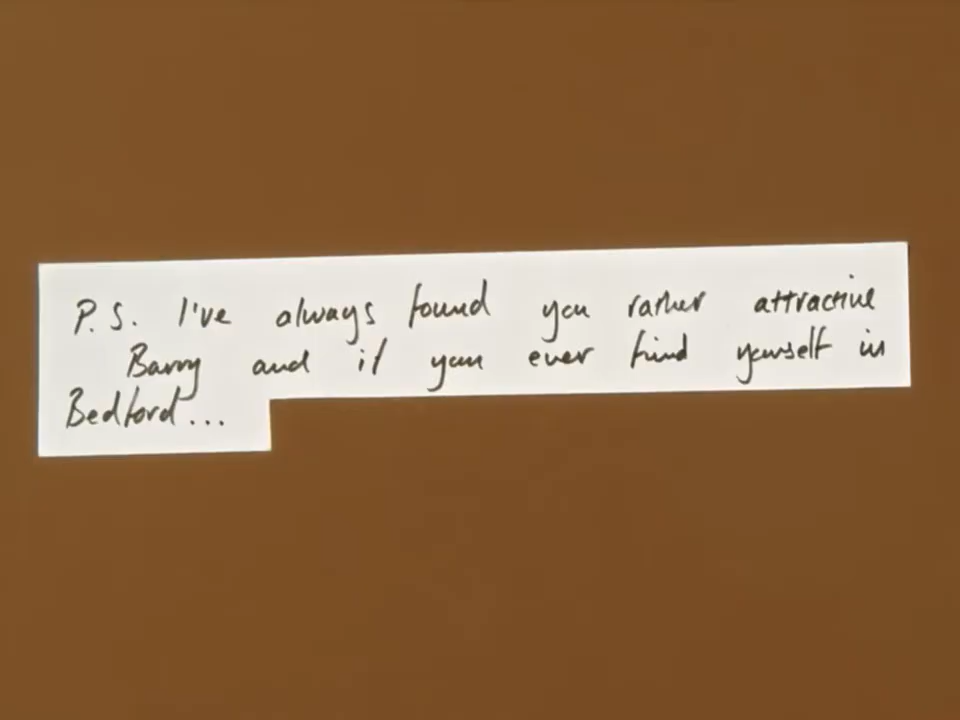 P.S. I've always found you rather attractive
Barry and if you ever find yourself in
Bedford...